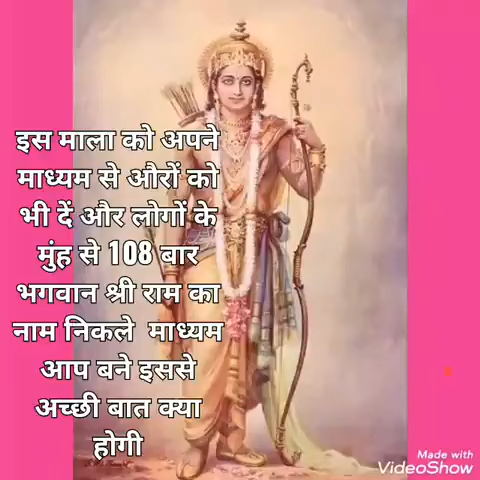 इस माला को अपने
माध्यम से औरों को
भी दें और लोगों के
मुंह से 108 बार
भगवान श्री राम का
नाम निकले माध्यम
आप बने इससे
अच्छी बात क्या
होगी
Made with
VideoShow